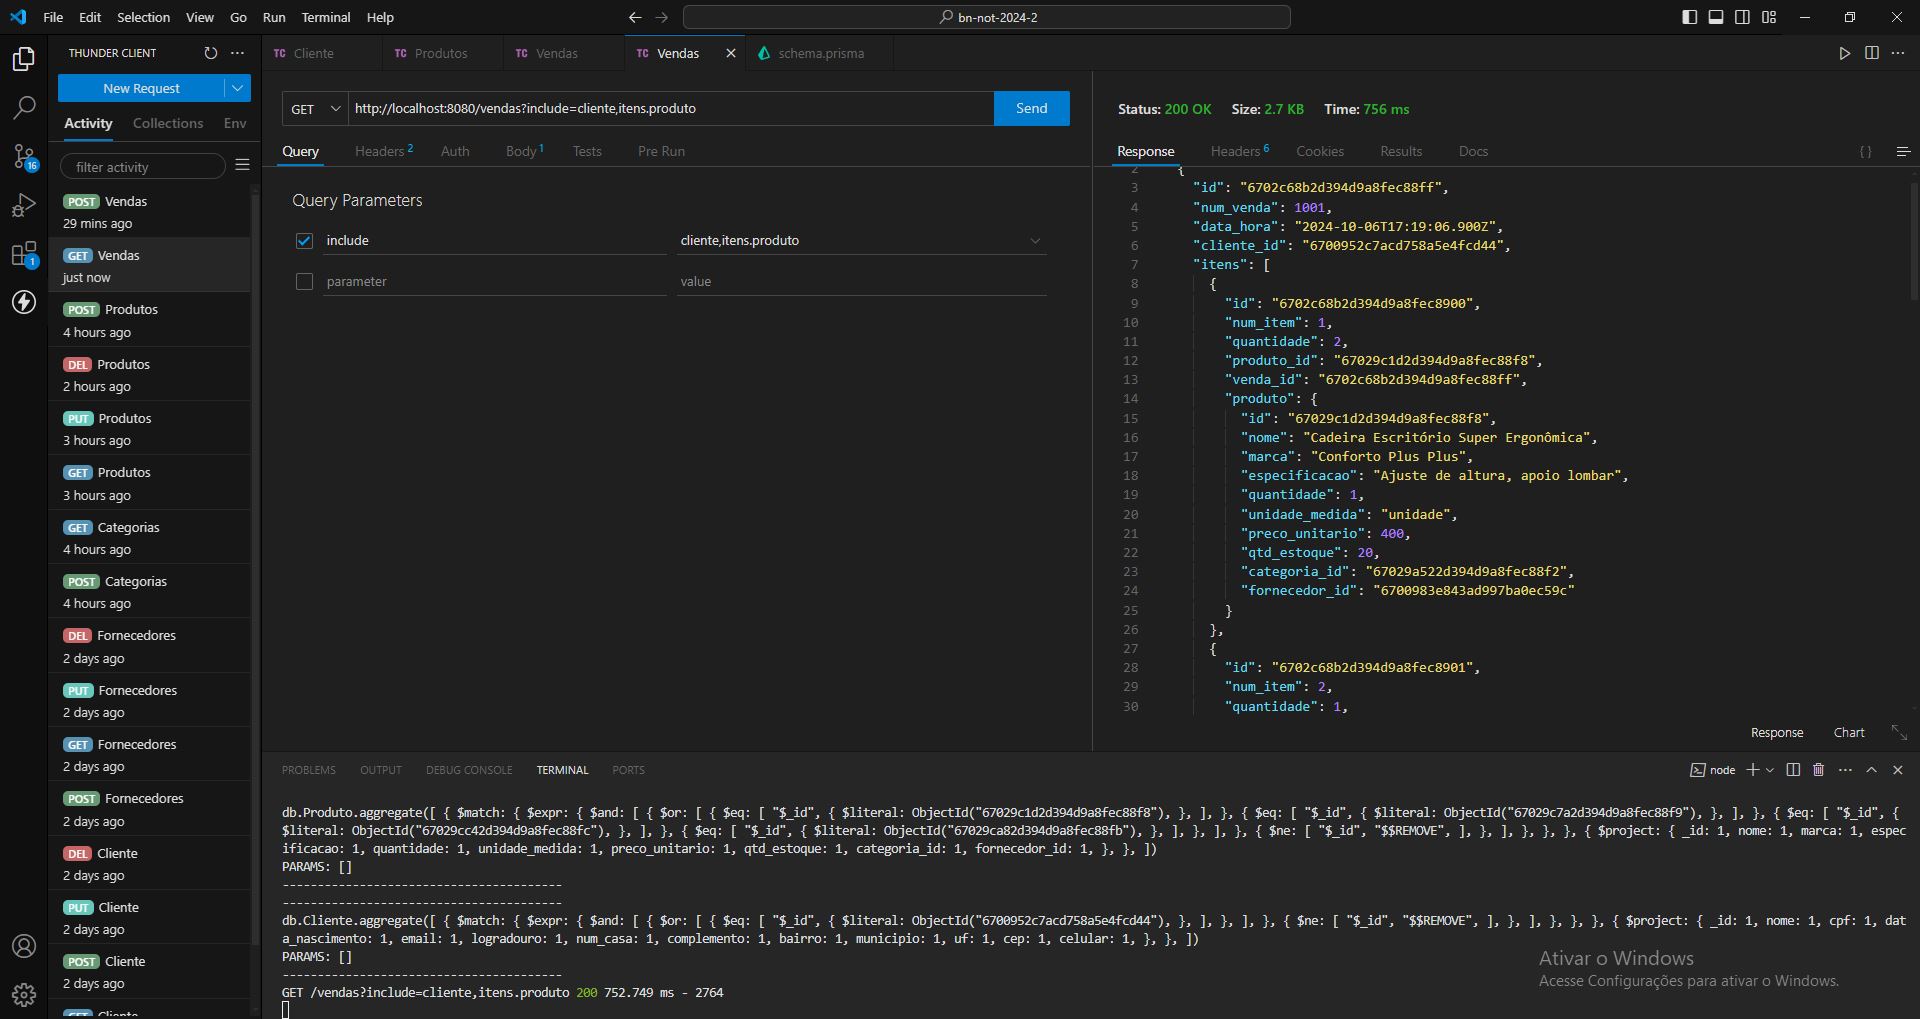 File Edit Selection View Go Run Terminal Help
bn-not-2024-2
THUNDER CLIENT
New Request
Activity Collections Env
filter activity
POST Vendas
29 mins ago
GET Vendas
just now
POST Produtos
4 hours ago
DEL Produtos
2 hours ago
PUT Produtos
3 hours ago
GET Produtos
3 hours ago
GET Categorias
4 hours ago
POST Categorias
4 hours ago
DEL Fornecedores
2 days ago
PUT Fornecedores
2 days ago
GET Fornecedores
2 days ago
POST Fornecedores
2 days ago
DEL Cliente
2 days ago
PUT Cliente
2 days ago
POST Cliente
2 days ago
GET Cliente
16
1
TC Cliente TC Produtos TC Vendas TC Vendas schema.prisma
GET http://localhost:8080/vendas?include=cliente,itens.produto Send
Query Headers 2 Auth Body 1 Tests Pre Run
Query Parameters
include cliente,itens.produto
parameter value
Status: 200 OK Size: 2.7 KB Time: 756 ms
Response Headers 6 Cookies Results Docs { }
2 {
3 "id": "6702c68b2d394d9a8fec88ff",
4 "num_venda": 1001,
5 "data_hora": "2024-10-06T17:19:06.900Z",
6 "cliente_id": "6700952c7acd758a5e4fcd44",
7 "itens": [
8 {
9 "id": "6702c68b2d394d9a8fec8900",
10 "num_item": 1,
11 "quantidade": 2,
12 "produto_id": "67029c1d2d394d9a8fec88f8",
13 "venda_id": "6702c68b2d394d9a8fec88ff",
14 "produto": {
15 "id": "67029c1d2d394d9a8fec88f8",
16 "nome": "Cadeira Escritório Super Ergonômica",
17 "marca": "Conforto Plus Plus",
18 "especificacao": "Ajuste de altura, apoio lombar",
19 "quantidade": 1,
20 "unidade_medida": "unidade",
21 "preco_unitario": 400,
22 "qtd_estoque": 20,
23 "categoria_id": "67029a522d394d9a8fec88f2",
24 "fornecedor_id": "6700983e843ad997ba0ec59c"
25 }
26 },
27 {
28 "id": "6702c68b2d394d9a8fec8901",
29 "num_item": 2,
30 "quantidade": 1,
Response Chart
PROBLEMS OUTPUT DEBUG CONSOLE TERMINAL PORTS
node
db.Produto.aggregate([ { $match: { $expr: { $and: [ { $or: [ { $eq: [ "$_id", { $literal: ObjectId("67029c1d2d394d9a8fec88f8"), }, ], }, { $eq: [ "$_id", { $literal: ObjectId("67029c7a2d394d9a8fec88f9"), }, ], }, { $eq: [ "$_id", {
$literal: ObjectId("67029cc42d394d9a8fec88fc"), }, ], }, { $eq: [ "$_id", { $literal: ObjectId("67029ca82d394d9a8fec88fb"), }, ], }, ], }, { $ne: [ "$_id", "$$REMOVE", ], }, ], }, }, }, { $project: { _id: 1, nome: 1, marca: 1, espec
ificacao: 1, quantidade: 1, unidade_medida: 1, preco_unitario: 1, qtd_estoque: 1, categoria_id: 1, fornecedor_id: 1, }, }, ])
PARAMS: []
----------------------------------------
----------------------------------------
db.Cliente.aggregate([ { $match: { $expr: { $and: [ { $or: [ { $eq: [ "$_id", { $literal: ObjectId("6700952c7acd758a5e4fcd44"), }, ], }, ], }, { $ne: [ "$_id", "$$REMOVE", ], }, ], }, }, }, { $project: { _id: 1, nome: 1, cpf: 1, dat
a_nascimento: 1, email: 1, logradouro: 1, num_casa: 1, complemento: 1, bairro: 1, municipio: 1, uf: 1, cep: 1, celular: 1, }, }, ])
PARAMS: []
----------------------------------------
GET /vendas?include=cliente,itens.produto 200 752.749 ms - 2764
Ativar o Windows
Acesse Configurações para ativar o Windows.